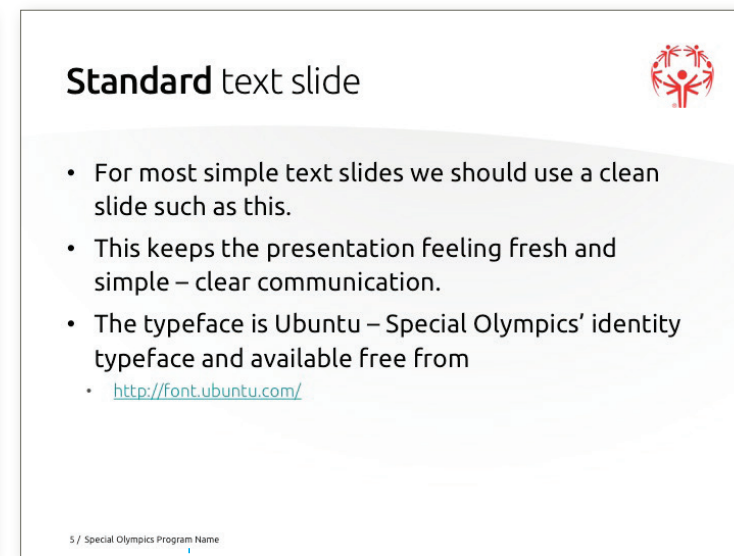 Standard text slide
• For most simple text slides we should use a clean
slide such as this.
• This keeps the presentation feeling fresh and
simple – clear communication.
• The typeface is Ubuntu – Special Olympics’ identity
typeface and available free from
• http://font.ubuntu.com/
5 / Special Olympics Program Name